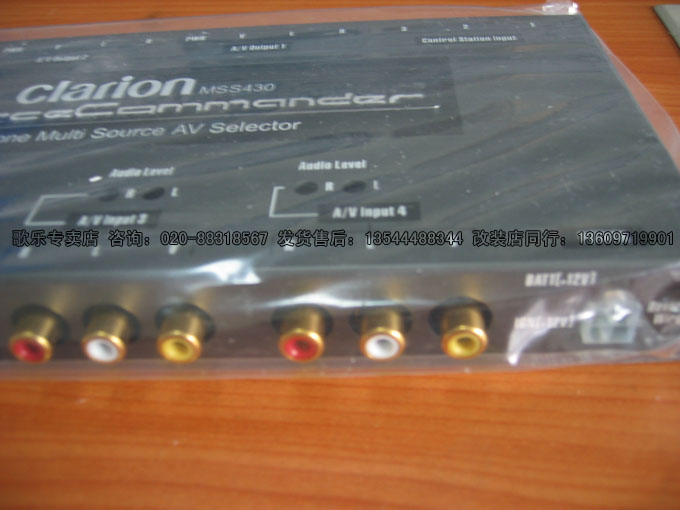 A/V Output 1
Control Station Input
Clarion MSS430
rceCommander
one Multi Source AV Selector
Audio Level
R L
A/V Input 3
Audio Level
R L
A/V Input 4
歌乐专卖店 咨询：020-88318567 发货售后：13544488344 改装店同行：13609719901
BATT(+12V)